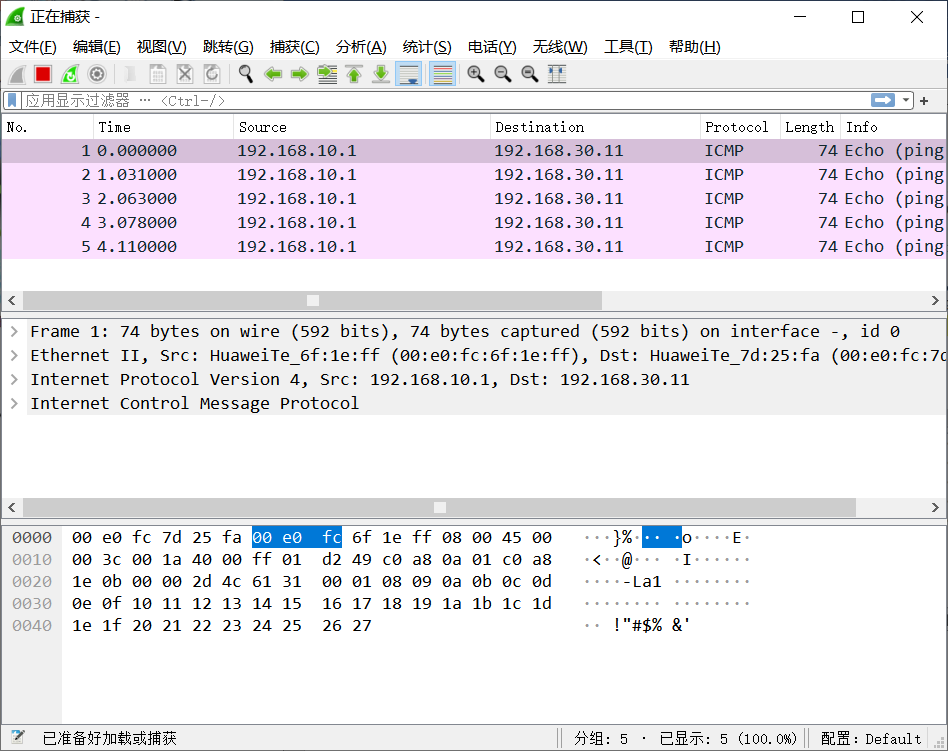 正在捕获 -
文件(F) 编辑(E) 视图(V) 跳转(G) 捕获(C) 分析(A) 统计(S) 电话(Y) 无线(W) 工具(T) 帮助(H)
应用显示过滤器 … <Ctrl-/>
No. Time Source Destination Protocol Length Info
1 0.000000 192.168.10.1 192.168.30.11 ICMP 74 Echo (ping
2 1.031000 192.168.10.1 192.168.30.11 ICMP 74 Echo (ping
3 2.063000 192.168.10.1 192.168.30.11 ICMP 74 Echo (ping
4 3.078000 192.168.10.1 192.168.30.11 ICMP 74 Echo (ping
5 4.110000 192.168.10.1 192.168.30.11 ICMP 74 Echo (ping
Frame 1: 74 bytes on wire (592 bits), 74 bytes captured (592 bits) on interface -, id 0
Ethernet II, Src: HuaweiTe_6f:1e:ff (00:e0:fc:6f:1e:ff), Dst: HuaweiTe_7d:25:fa (00:e0:fc:7d
Internet Protocol Version 4, Src: 192.168.10.1, Dst: 192.168.30.11
Internet Control Message Protocol
0000 00 e0 fc 7d 25 fa 00 e0 fc 6f 1e ff 08 00 45 00 ···}%·· ·o····E·
0010 00 3c 00 1a 40 00 ff 01 d2 49 c0 a8 0a 01 c0 a8 ·<··@··· ·I······
0020 1e 0b 00 00 2d 4c 61 31 00 01 08 09 0a 0b 0c 0d ····-La1 ········
0030 0e 0f 10 11 12 13 14 15 16 17 18 19 1a 1b 1c 1d ········ ········
0040 1e 1f 20 21 22 23 24 25 26 27 ·· !"#$% &'
已准备好加载或捕获 分组: 5 · 已显示: 5 (100.0%) 配置: Default